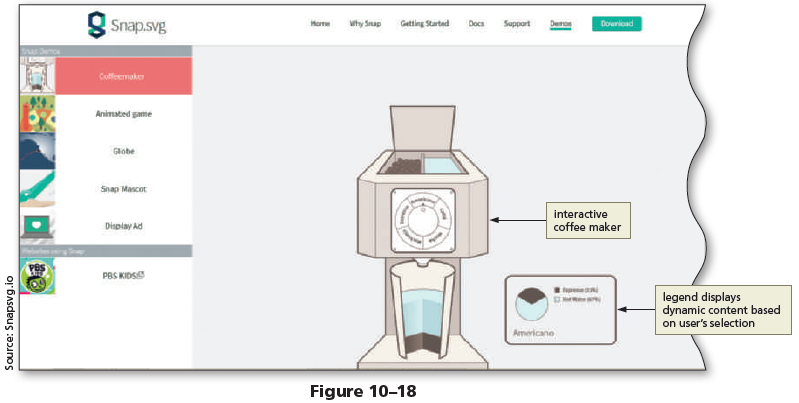 Snap.svg
Home Why Snap Getting Started Docs Support Demos Download
Snap Demos
Coffeemaker
Animated game
Globe
Snap Mascot
Display Ad
Websites using Snap
PBS KIDS
PBS KIDS
interactive
coffee maker
Espresso (33%)
Hot Water (67%)
Americano
legend displays
dynamic content based
on user's selection
Source: Snapsvg.io
Figure 10–18